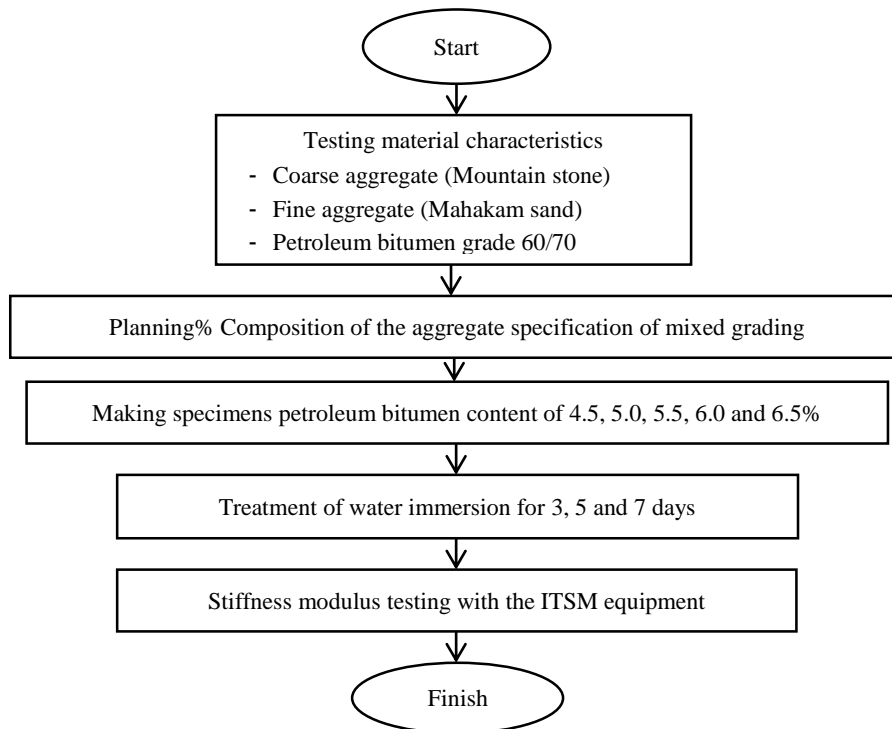 Start
Testing material characteristics
- Coarse aggregate (Mountain stone)
- Fine aggregate (Mahakam sand)
- Petroleum bitumen grade 60/70
Planning% Composition of the aggregate specification of mixed grading
Making specimens petroleum bitumen content of 4.5, 5.0, 5.5, 6.0 and 6.5%
Treatment of water immersion for 3, 5 and 7 days
Stiffness modulus testing with the ITSM equipment
Finish